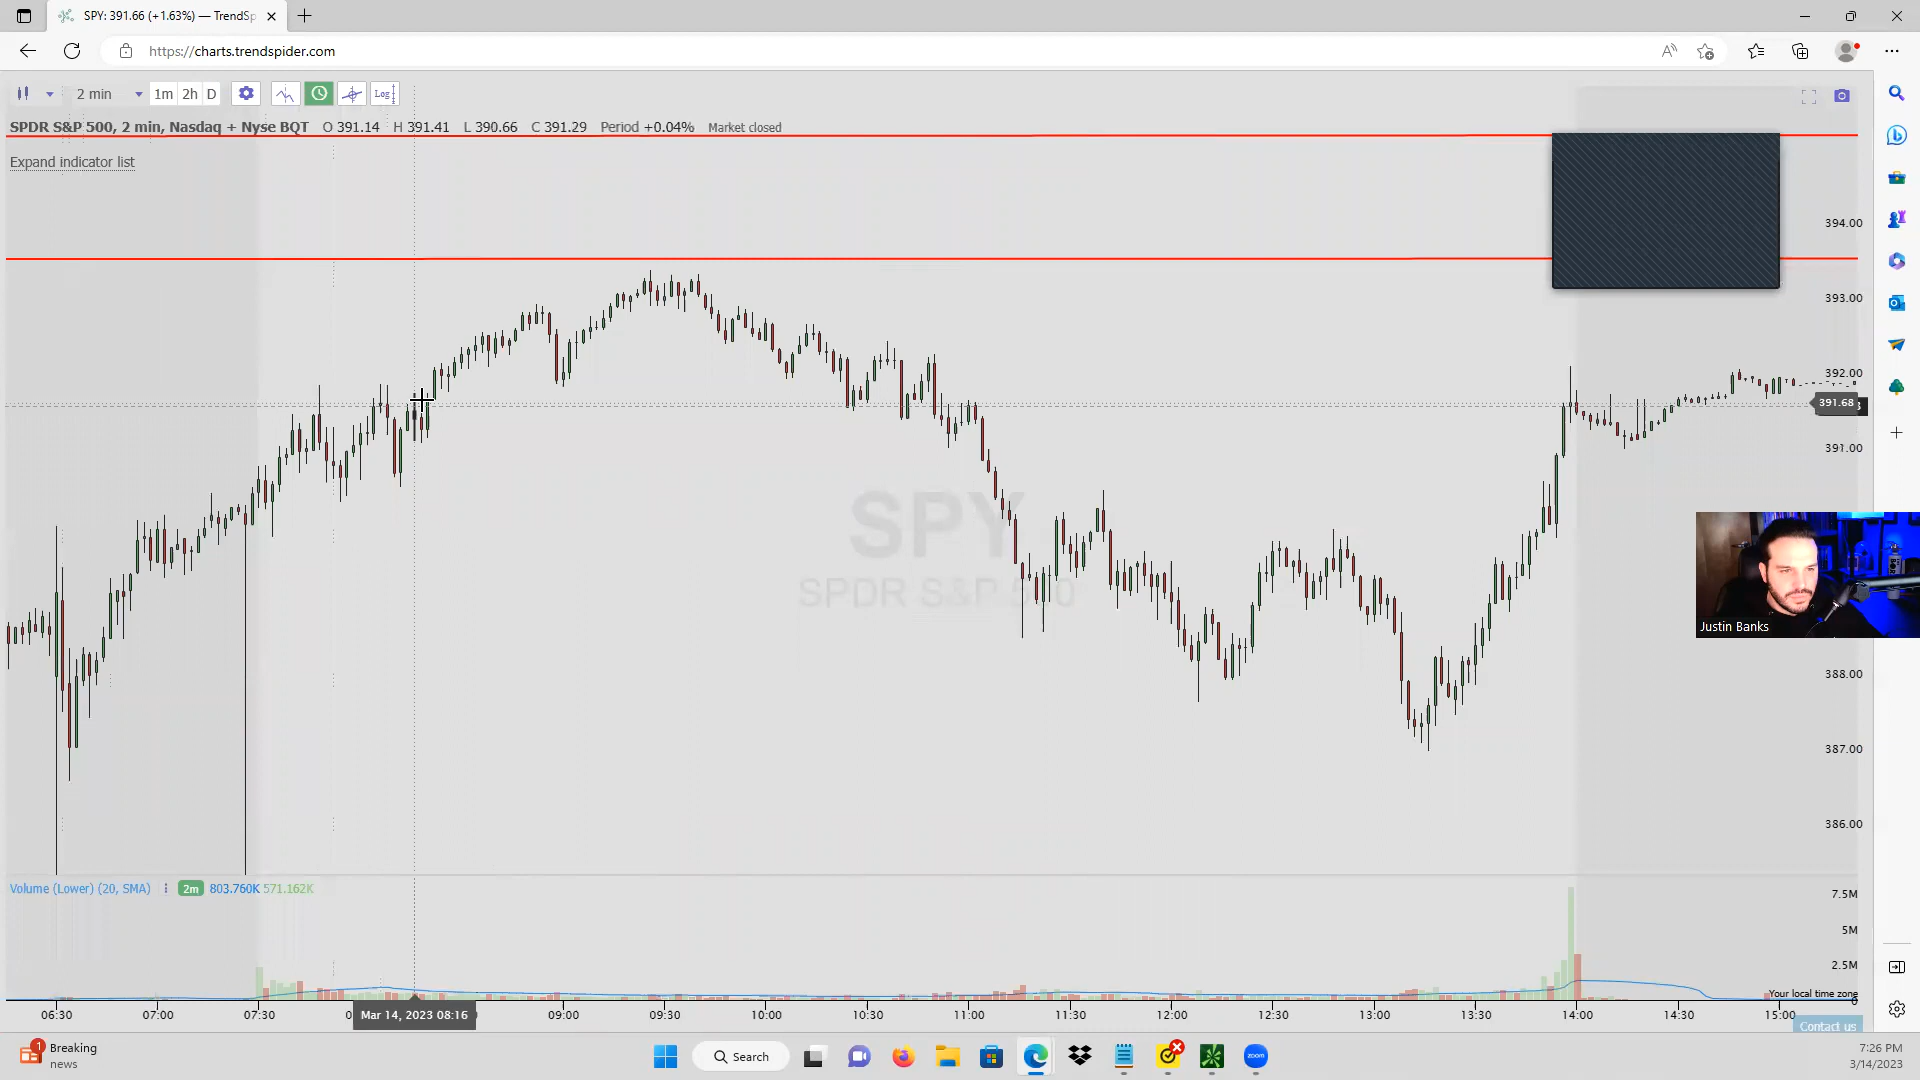 SPY: 391.66 (+1.63%) — TrendSp
https://charts.trendspider.com
2 min 1m 2h D Log
SPDR S&P 500, 2 min, Nasdaq + Nyse BQT O 391.14 H 391.41 L 390.66 C 391.29 Period +0.04% Market closed
Expand indicator list
394.00
393.00
392.00
391.68
391.00
388.00
387.00
386.00
SPY
SPDR S&P 500
Justin Banks
Volume (Lower) (20, SMA) 2m 803.760K 571.162K
7.5M
5M
2.5M
0
Your local time zone
06:30 07:00 07:30 Mar 14, 2023 08:16 09:00 09:30 10:00 10:30 11:00 11:30 12:00 12:30 13:00 13:30 14:00 14:30 15:00
Contact us
1
Breaking
news
Search
zoom
7:26 PM
3/14/2023